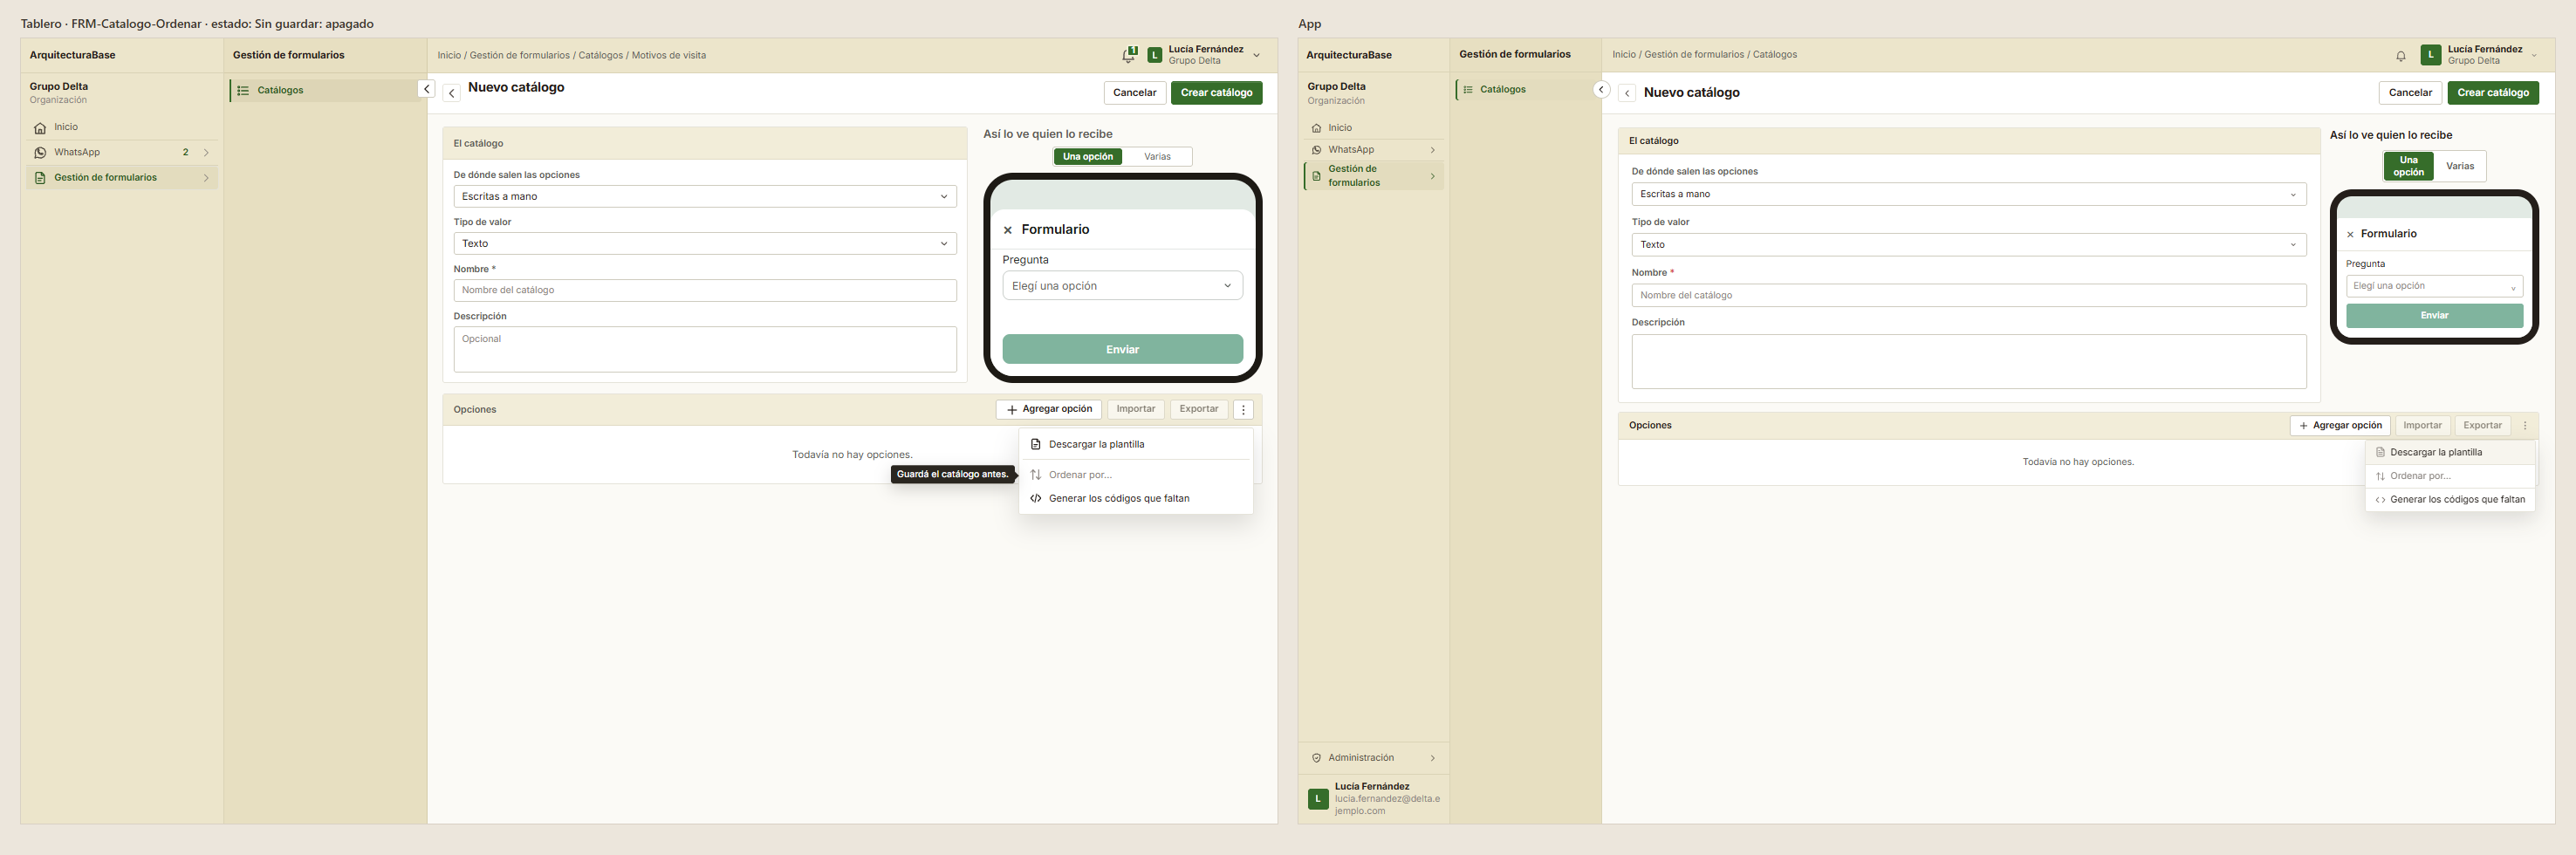 Tablero · FRM-Catalogo-Ordenar · estado: Sin guardar: apagado
ArquitecturaBase
Grupo Delta
Organización
Inicio
WhatsApp 2
Gestión de formularios
Gestión de formularios
Catálogos
Inicio / Gestión de formularios / Catálogos / Motivos de visita
1
L
Lucía Fernández
Grupo Delta
Nuevo catálogo
Cancelar
Crear catálogo
El catálogo
De dónde salen las opciones
Escritas a mano
Tipo de valor
Texto
Nombre *
Nombre del catálogo
Descripción
Opcional
Así lo ve quien lo recibe
Una opción
Varias
Formulario
Pregunta
Elegí una opción
Enviar
Opciones
Agregar opción
Importar
Exportar
Todavía no hay opciones.
Descargar la plantilla
Guardá el catálogo antes.
Ordenar por...
Generar los códigos que faltan
App
ArquitecturaBase
Grupo Delta
Organización
Inicio
WhatsApp
Gestión de
formularios
Administración
L
Lucía Fernández
lucia.fernandez@delta.e
jemplo.com
Gestión de formularios
Catálogos
Inicio / Gestión de formularios / Catálogos
L
Lucía Fernández
Grupo Delta
Nuevo catálogo
Cancelar
Crear catálogo
El catálogo
De dónde salen las opciones
Escritas a mano
Tipo de valor
Texto
Nombre *
Nombre del catálogo
Descripción
Así lo ve quien lo recibe
Una
opción
Varias
Formulario
Pregunta
Elegí una opción
Enviar
Opciones
Agregar opción
Importar
Exportar
Todavía no hay opciones.
Descargar la plantilla
Ordenar por...
Generar los códigos que faltan